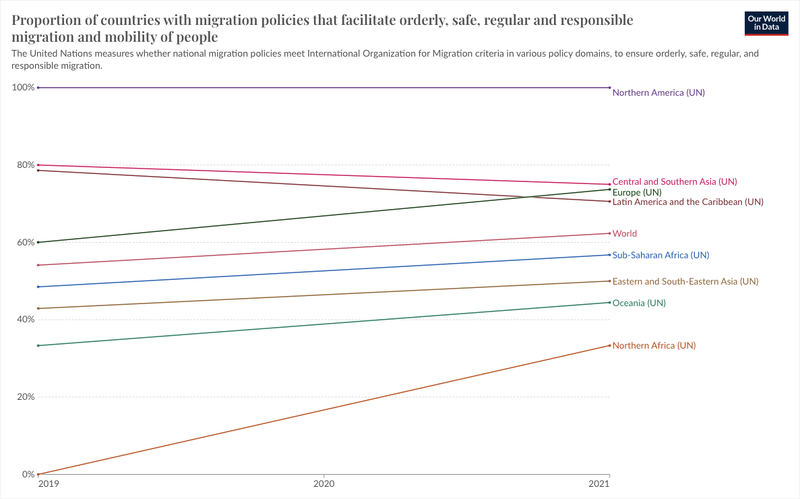 Proportion of countries with migration policies that facilitate orderly, safe, regular and responsible
migration and mobility of people
Our World
in Data
The United Nations measures whether national migration policies meet International Organization for Migration criteria in various policy domains, to ensure orderly, safe, regular, and
responsible migration.
100%
Northern America (UN)
80%
Central and Southern Asia (UN)
Europe (UN)
Latin America and the Caribbean (UN)
60%
World
Sub-Saharan Africa (UN)
Eastern and South-Eastern Asia (UN)
40%
Oceania (UN)
Northern Africa (UN)
20%
0%
2019
2020
2021